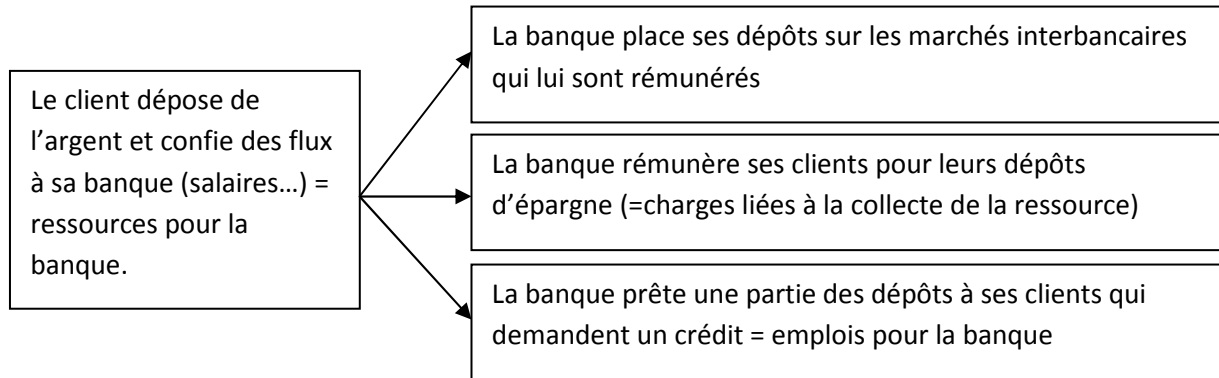 Le client dépose de
l’argent et confie des flux
à sa banque (salaires…) =
ressources pour la
banque.
La banque place ses dépôts sur les marchés interbancaires
qui lui sont rémunérés
La banque rémunère ses clients pour leurs dépôts
d’épargne (=charges liées à la collecte de la ressource)
La banque prête une partie des dépôts à ses clients qui
demandent un crédit = emplois pour la banque